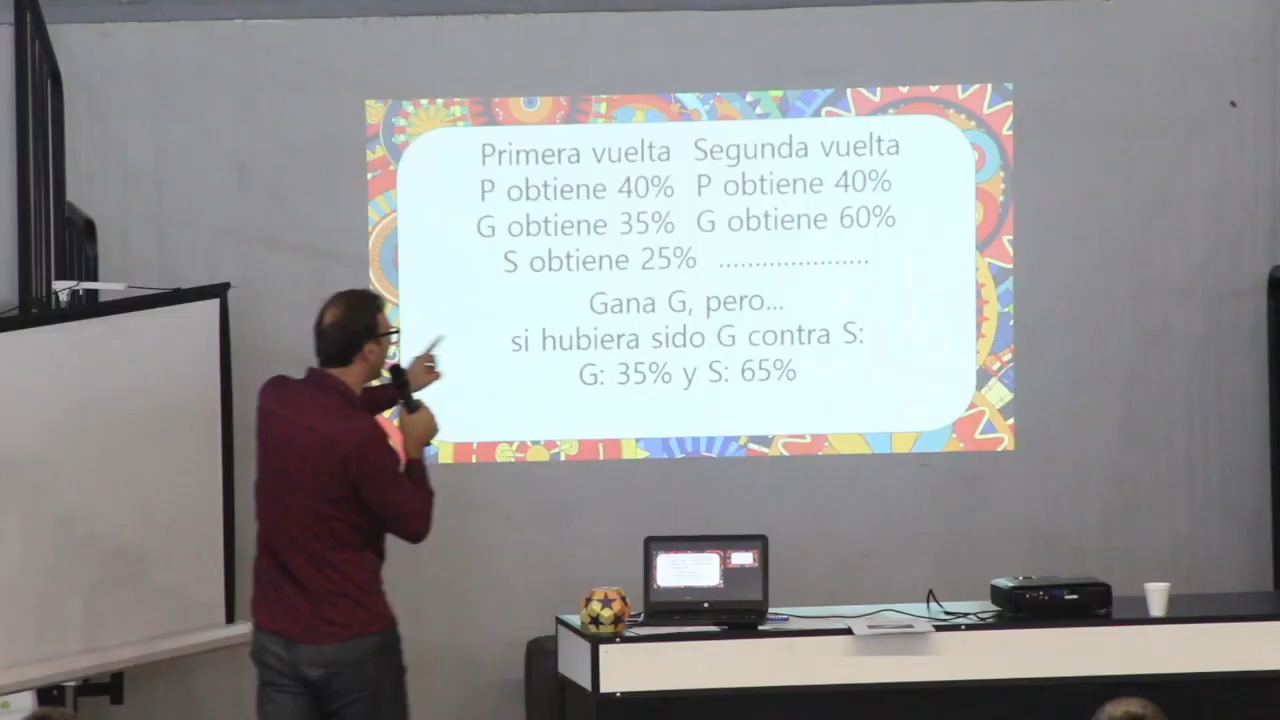 Primera vuelta Segunda vuelta
P obtiene 40% P obtiene 40%
G obtiene 35% G obtiene 60%
S obtiene 25% .....................
Gana G, pero...
si hubiera sido G contra S:
G: 35% y S: 65%